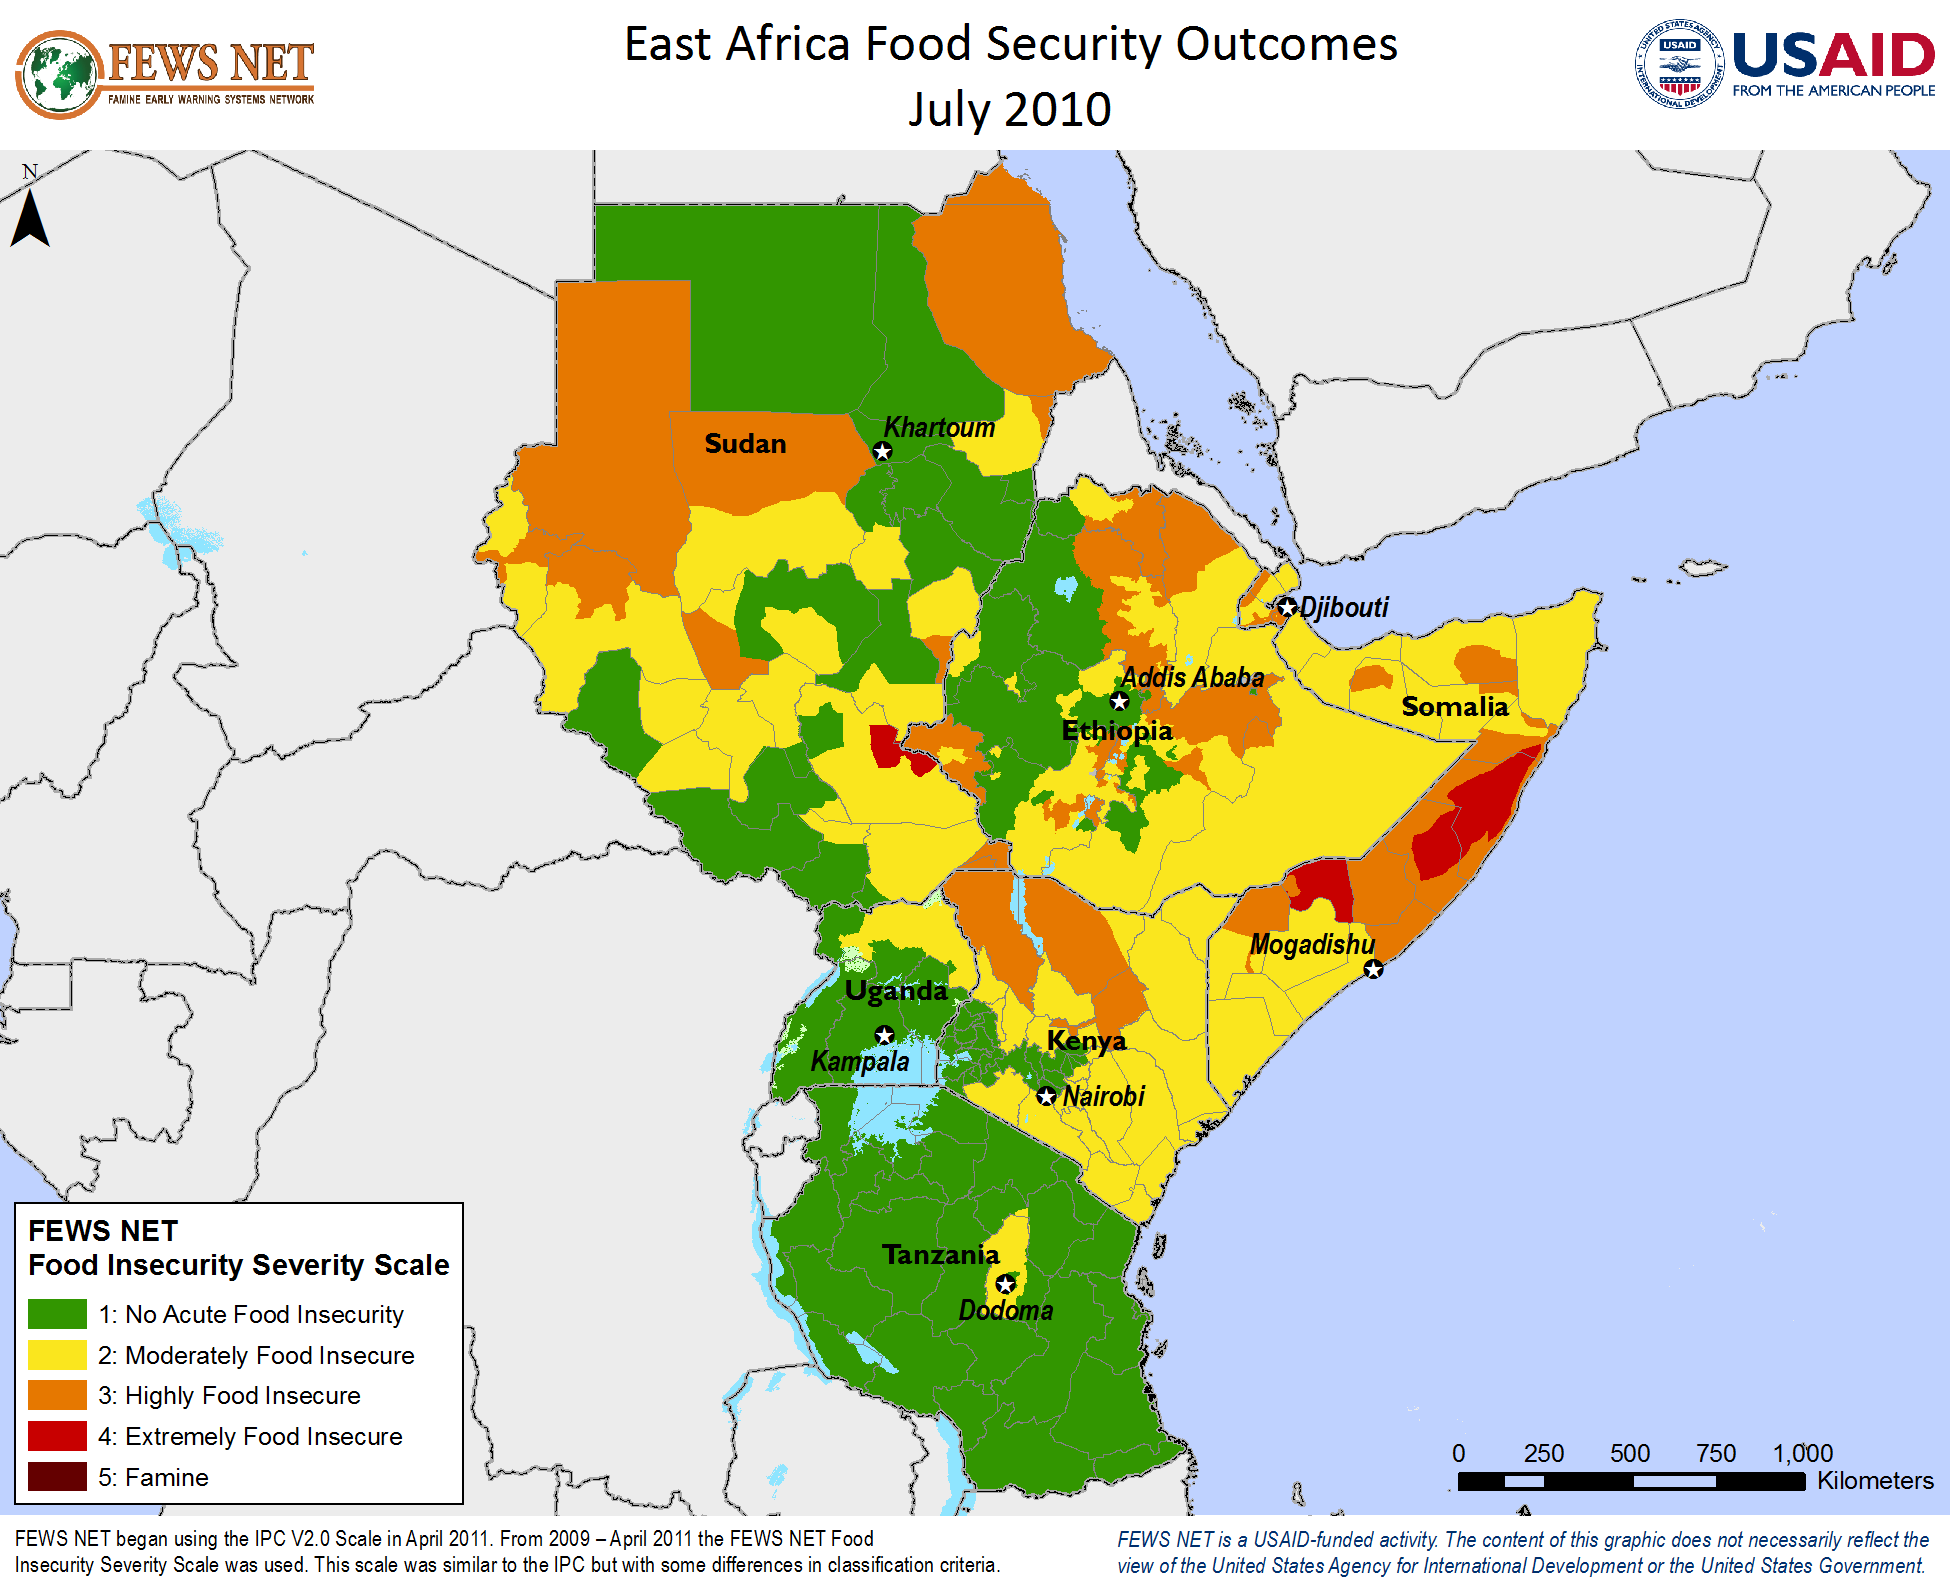 FEWS NET
FAMINE EARLY WARNING SYSTEMS NETWORK
East Africa Food Security Outcomes
July 2010
UNITED STATES AGENCY
USAID
INTERNATIONAL DEVELOPMENT
USAID
FROM THE AMERICAN PEOPLE
N
Khartoum
Sudan
Djibouti
Addis Ababa
Somalia
Ethiopia
Mogadishu
Uganda
Kenya
Kampala
Nairobi
Tanzania
Dodoma
FEWS NET
Food Insecurity Severity Scale
1: No Acute Food Insecurity
2: Moderately Food Insecure
3: Highly Food Insecure
4: Extremely Food Insecure
5: Famine
0 250 500 750 1,000
Kilometers
FEWS NET began using the IPC V2.0 Scale in April 2011. From 2009 – April 2011 the FEWS NET Food
Insecurity Severity Scale was used. This scale was similar to the IPC but with some differences in classification criteria.
FEWS NET is a USAID-funded activity. The content of this graphic does not necessarily reflect the
view of the United States Agency for International Development or the United States Government.